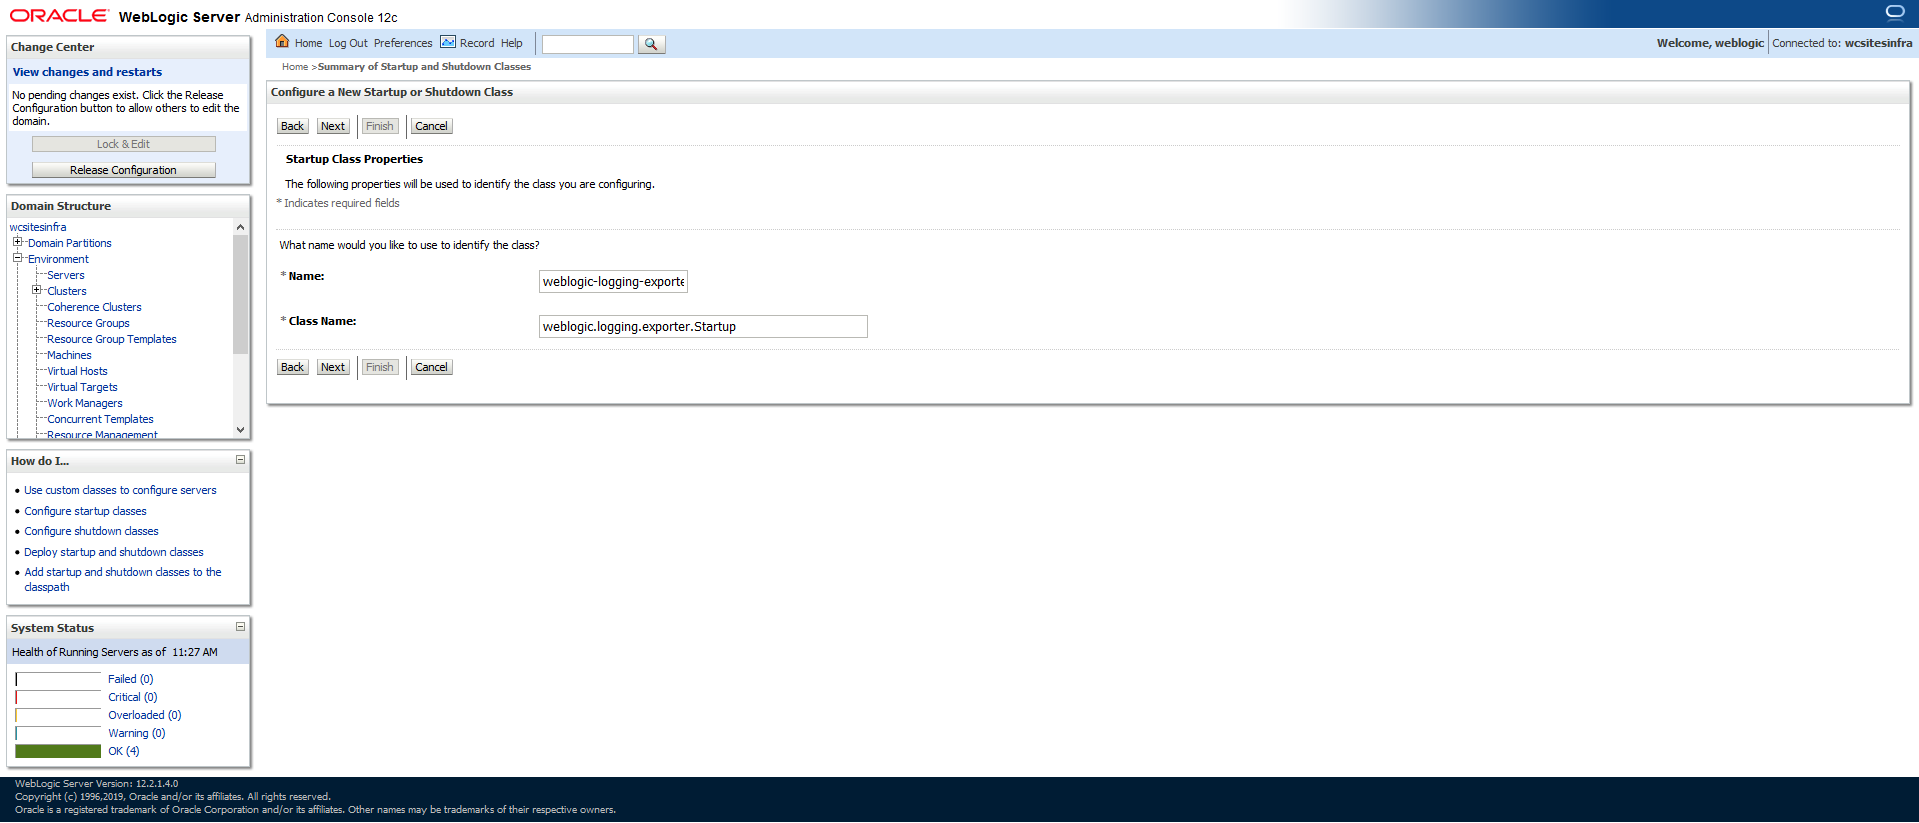 ORACLE WebLogic Server Administration Console 12c
Change Center
View changes and restarts
No pending changes exist. Click the Release
Configuration button to allow others to edit the
domain.
Lock & Edit
Release Configuration
Domain Structure
wcsitesinfra
Domain Partitions
Environment
Servers
Clusters
Coherence Clusters
Resource Groups
Resource Group Templates
Machines
Virtual Hosts
Virtual Targets
Work Managers
Concurrent Templates
Resource Management
How do I...
Use custom classes to configure servers
Configure startup classes
Configure shutdown classes
Deploy startup and shutdown classes
Add startup and shutdown classes to the
classpath
System Status
Health of Running Servers as of 11:27 AM
Failed (0)
Critical (0)
Overloaded (0)
Warning (0)
OK (4)
Home Log Out Preferences Record Help
Welcome, weblogic Connected to: wcsitesinfra
Home >Summary of Startup and Shutdown Classes
Configure a New Startup or Shutdown Class
Back Next Finish Cancel
Startup Class Properties
The following properties will be used to identify the class you are configuring.
* Indicates required fields
What name would you like to use to identify the class?
* Name: weblogic-logging-exporte
* Class Name: weblogic.logging.exporter.Startup
Back Next Finish Cancel
WebLogic Server Version: 12.2.1.4.0
Copyright (c) 1996,2019, Oracle and/or its affiliates. All rights reserved.
Oracle is a registered trademark of Oracle Corporation and/or its affiliates. Other names may be trademarks of their respective owners.